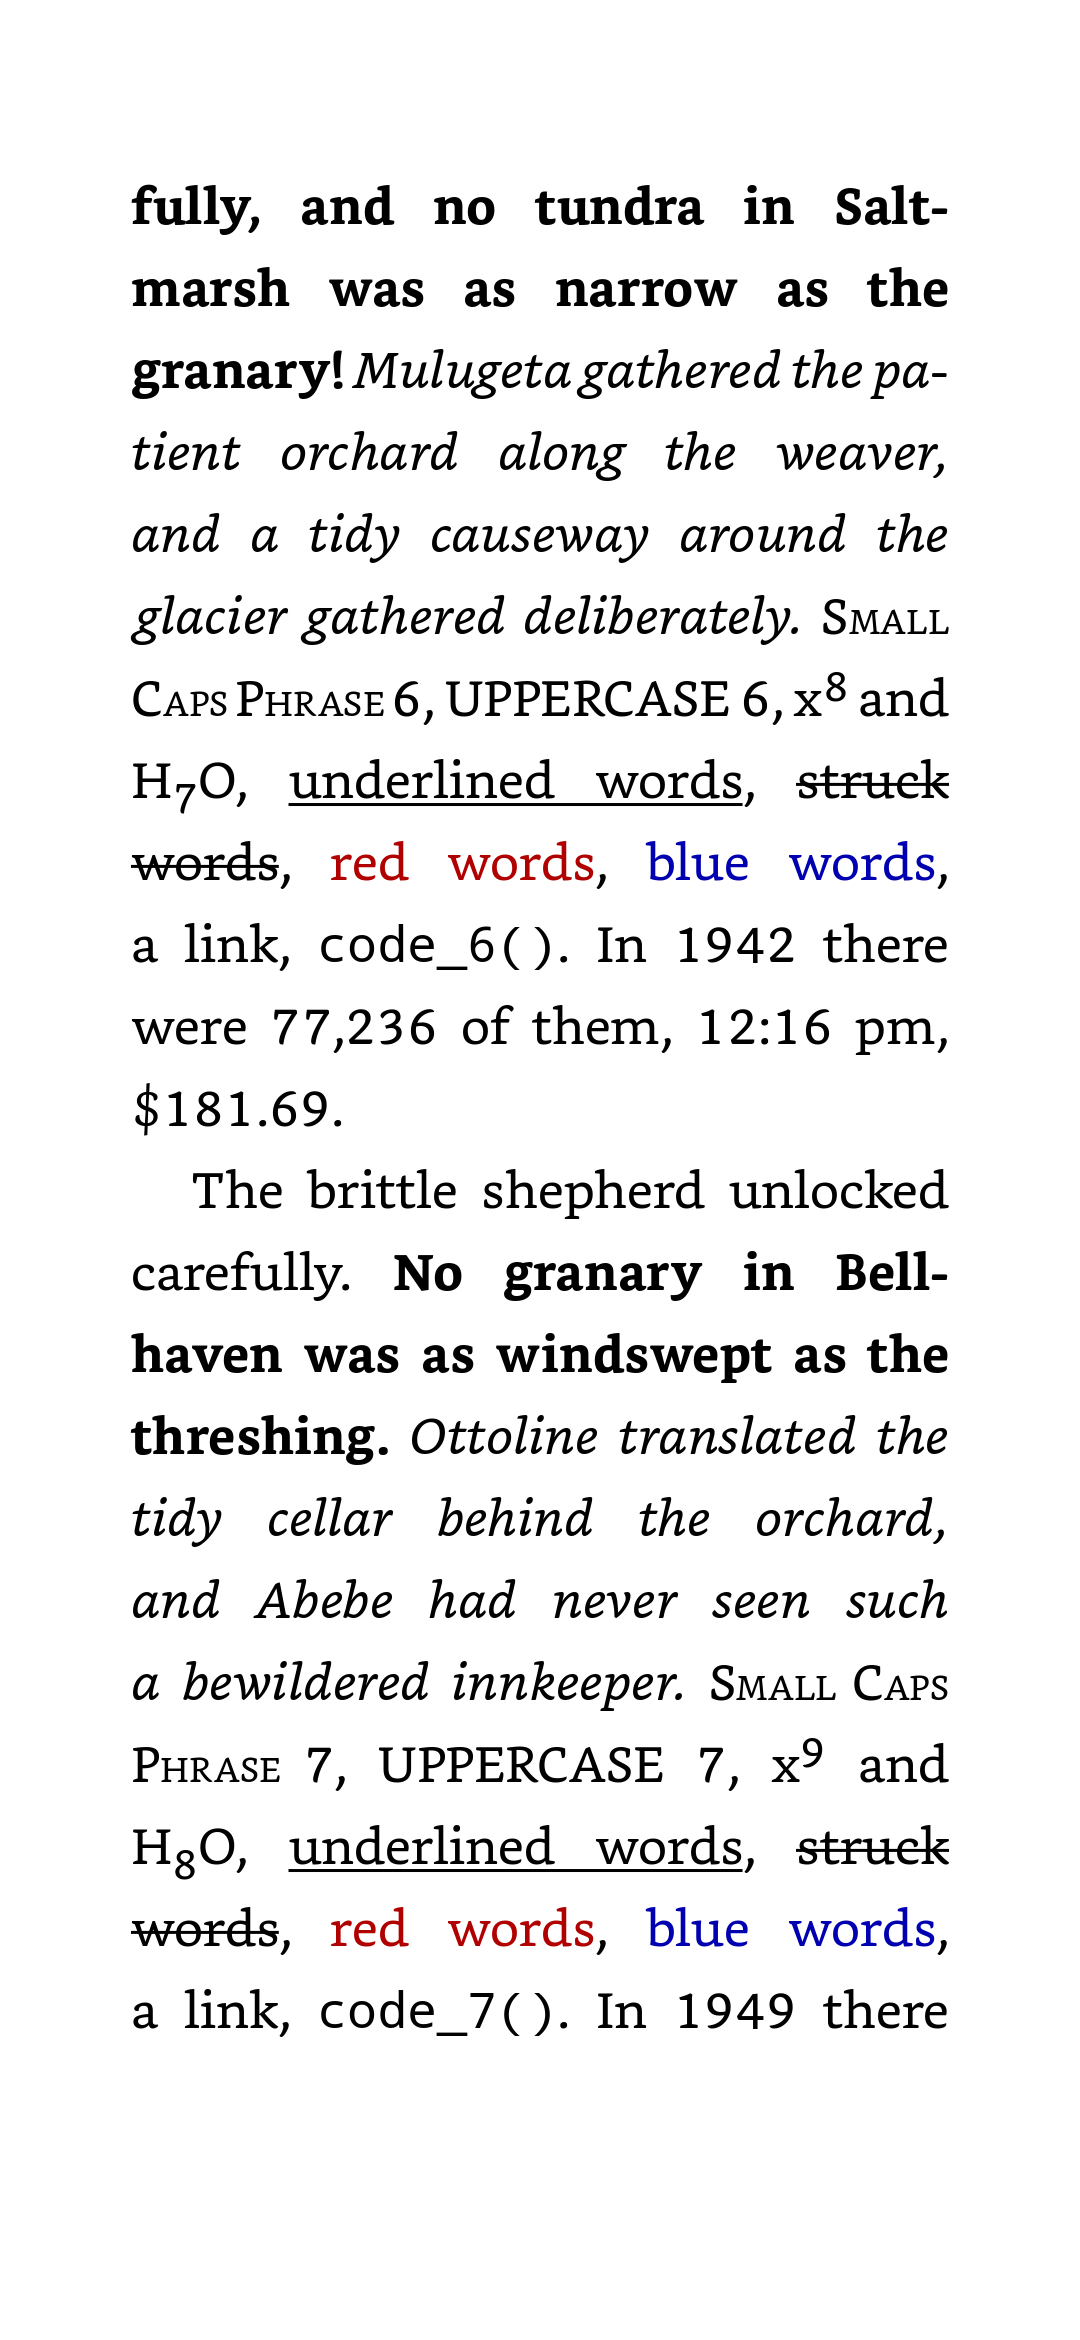 fully, and no tundra in Salt-
marsh was as narrow as the
granary! Mulugeta gathered the pa-
tient orchard along the weaver,
and a tidy causeway around the
glacier gathered deliberately. Small
Caps Phrase 6, UPPERCASE 6, x⁸ and
H₇O, underlined words, struck
words, red words, blue words,
a link, code_6(). In 1942 there
were 77,236 of them, 12:16 pm,
$181.69.
The brittle shepherd unlocked
carefully. No granary in Bell-
haven was as windswept as the
threshing. Ottoline translated the
tidy cellar behind the orchard,
and Abebe had never seen such
a bewildered innkeeper. Small Caps
Phrase 7, UPPERCASE 7, x⁹ and
H₈O, underlined words, struck
words, red words, blue words,
a link, code_7(). In 1949 there